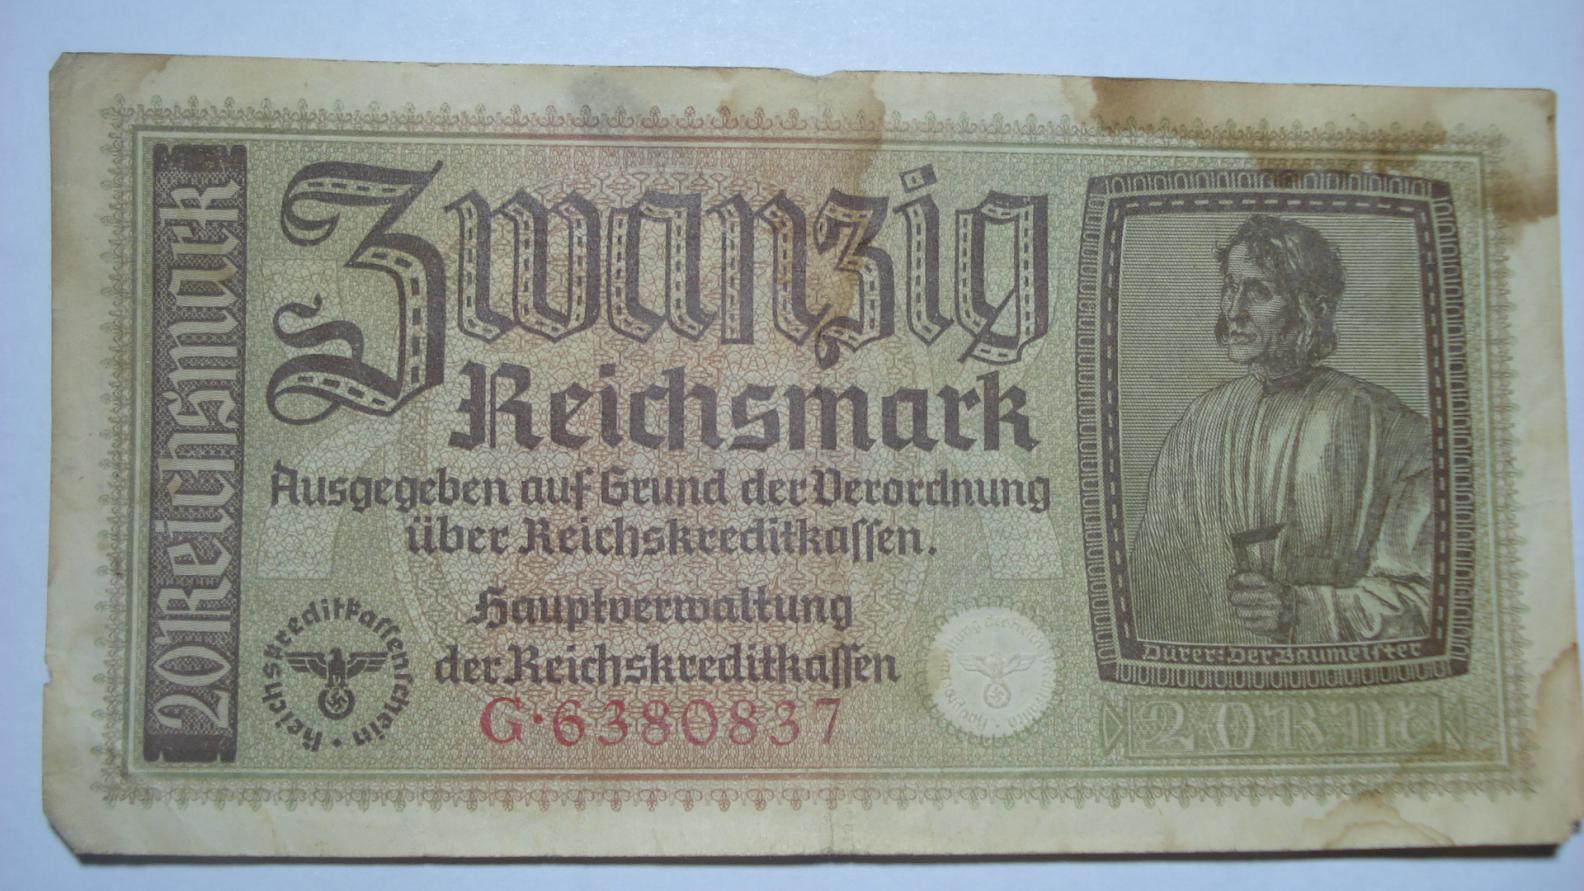 20 Reichsmark
Zwanzig
Reichsmark
Ausgegeben auf Grund der Verordnung
über Reichskreditkassen.
Hauptverwaltung
der Reichskreditkassen
G·6380837
Reichskreditkassenschein
Dürer: Der Baumeister
20 RM